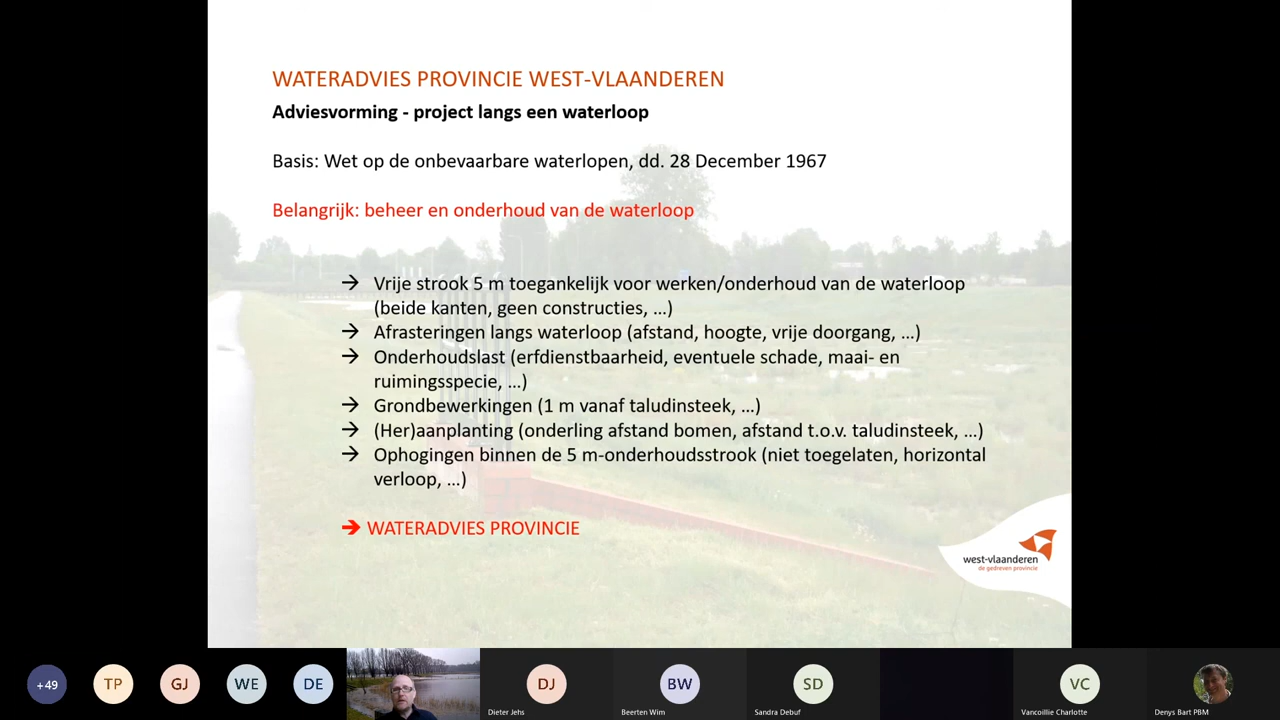 WATERADVIES PROVINCIE WEST-VLAANDEREN
Adviesvorming - project langs een waterloop
Basis: Wet op de onbevaarbare waterlopen, dd. 28 December 1967
Belangrijk: beheer en onderhoud van de waterloop
→ Vrije strook 5 m toegankelijk voor werken/onderhoud van de waterloop
(beide kanten, geen constructies, …)
→ Afrasteringen langs waterloop (afstand, hoogte, vrije doorgang, …)
→ Onderhoudslast (erfdienstbaarheid, eventuele schade, maai- en
ruimingsspecie, …)
→ Grondbewerkingen (1 m vanaf taludinsteek, …)
→ (Her)aanplanting (onderling afstand bomen, afstand t.o.v. taludinsteek, …)
→ Ophogingen binnen de 5 m-onderhoudsstrook (niet toegelaten, horizontal
verloop, …)
➔ WATERADVIES PROVINCIE
west-vlaanderen
de gedreven provincie
+49
TP
GJ
WE
DE
DJ
BW
SD
VC
Dieter Jehs
Beerten Wim
Sandra Debuf
Vancoillie Charlotte
Denys Bart PBM